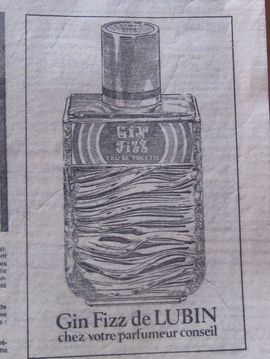 GIN
FIZZ
EAU DE TOILETTE
Gin Fizz de LUBIN
chez votre parfumeur conseil